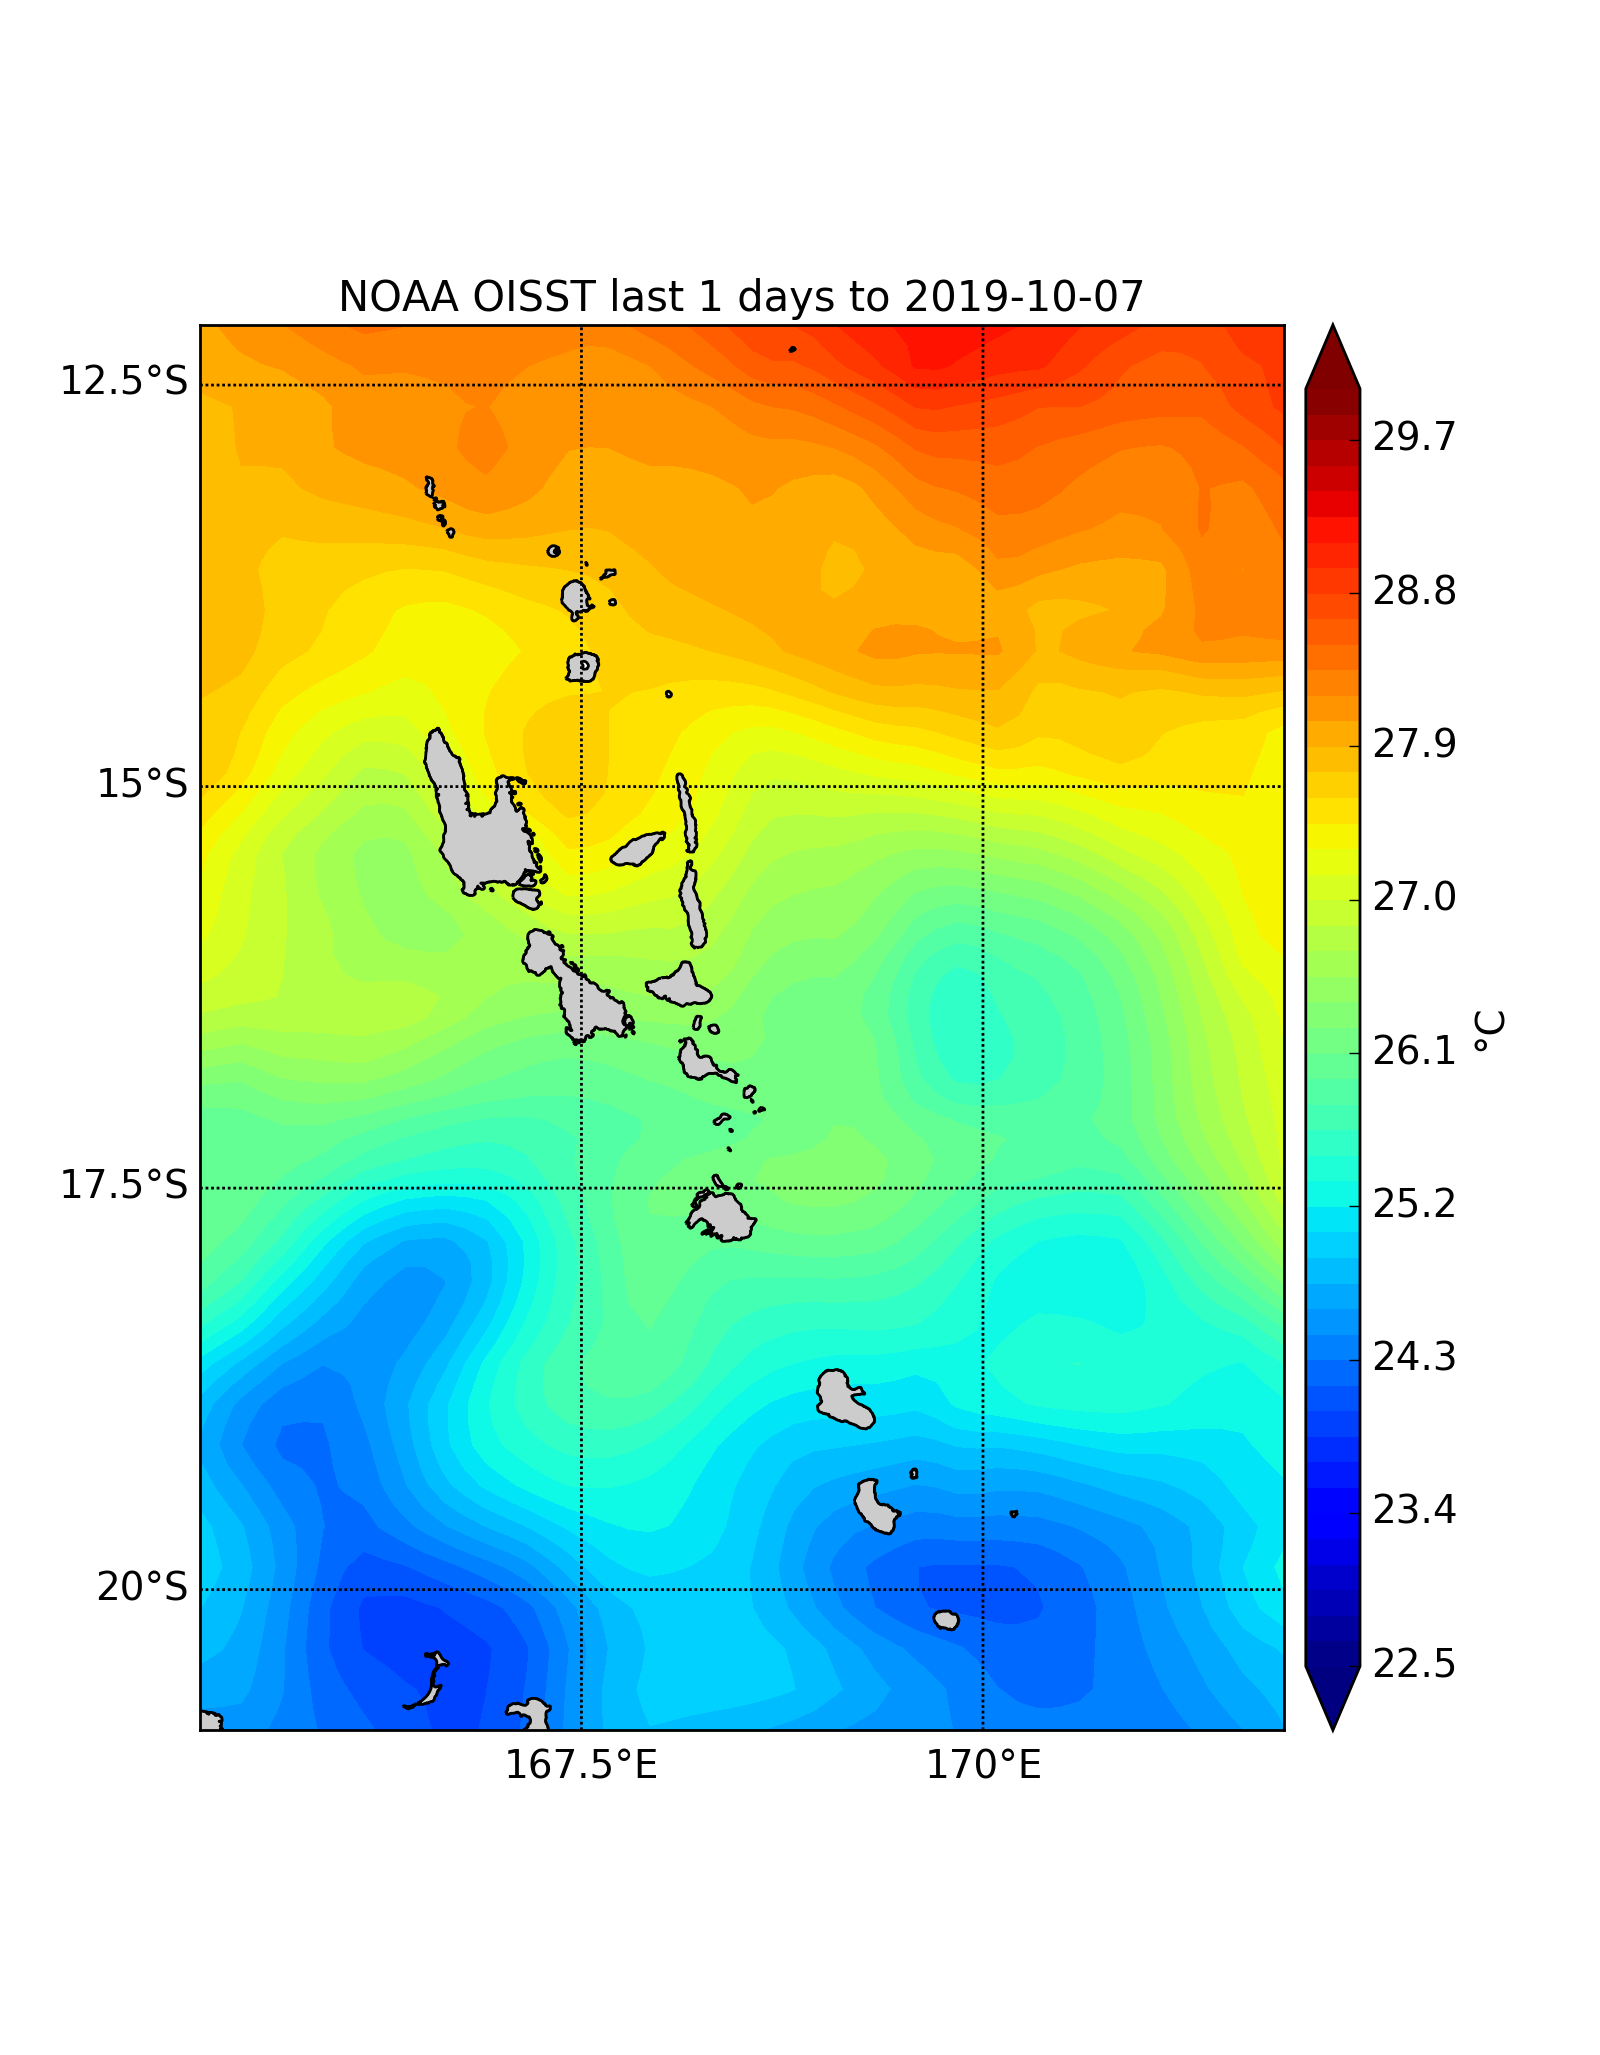 NOAA OISST last 1 days to 2019-10-07
12.5°S
15°S
17.5°S
20°S
167.5°E
170°E
29.7
28.8
27.9
27.0
26.1
25.2
24.3
23.4
22.5
°C